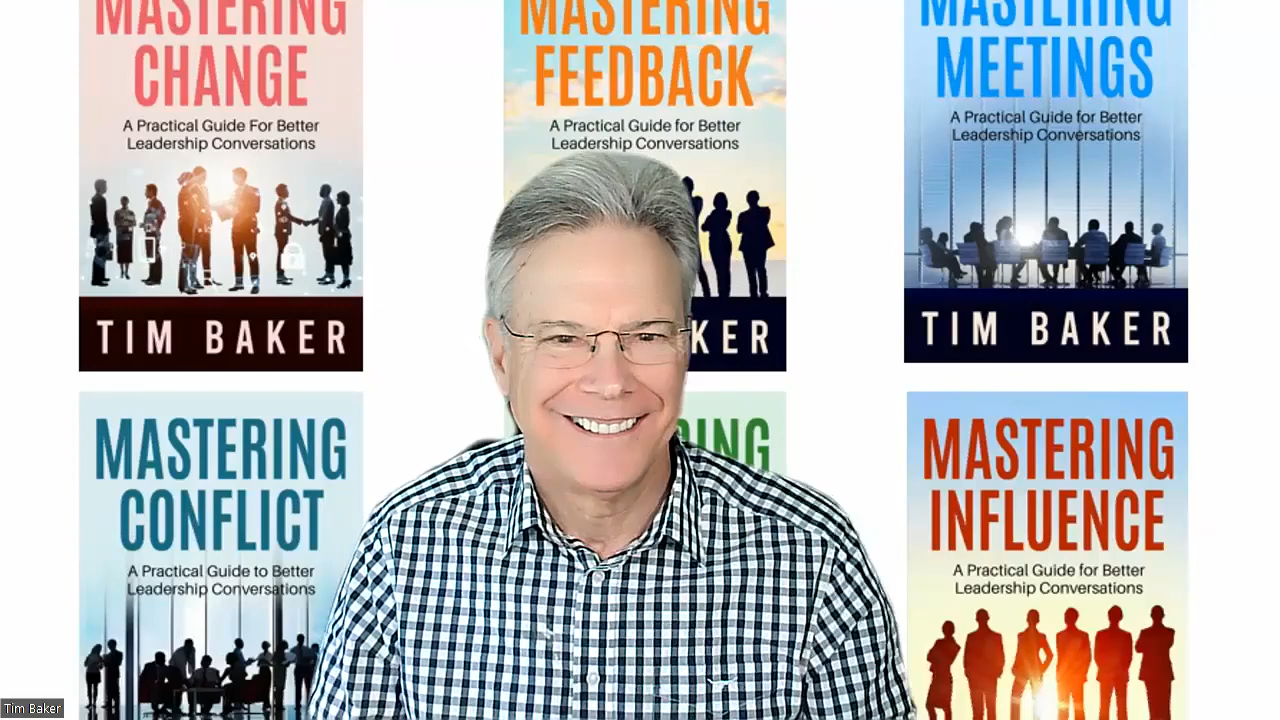 MASTERING
CHANGE
A Practical Guide For Better
Leadership Conversations
TIM BAKER
MASTERING
FEEDBACK
A Practical Guide for Better
Leadership Conversations
KER
MASTERING
MEETINGS
A Practical Guide for Better
Leadership Conversations
TIM BAKER
MASTERING
CONFLICT
A Practical Guide to Better
Leadership Conversations
RING
MASTERING
INFLUENCE
A Practical Guide for Better
Leadership Conversations
Tim Baker